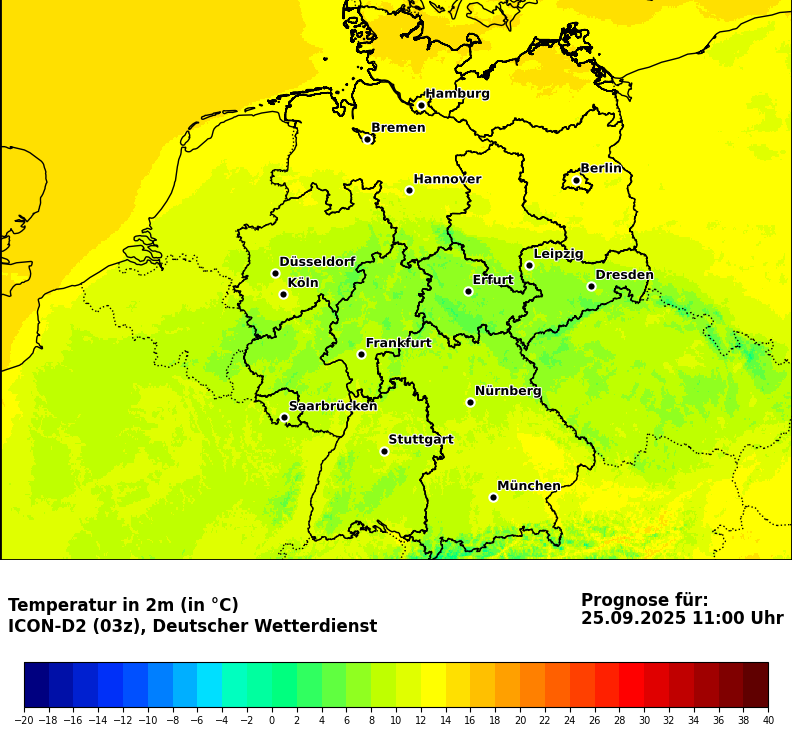 Hamburg
Bremen
Berlin
Hannover
Leipzig
Düsseldorf
Dresden
Köln
Erfurt
Frankfurt
Nürnberg
Saarbrücken
Stuttgart
München
Temperatur in 2m (in °C)
ICON-D2 (03z), Deutscher Wetterdienst
Prognose für:
25.09.2025 11:00 Uhr
−20 −18 −16 −14 −12 −10 −8 −6 −4 −2 0 2 4 6 8 10 12 14 16 18 20 22 24 26 28 30 32 34 36 38 40